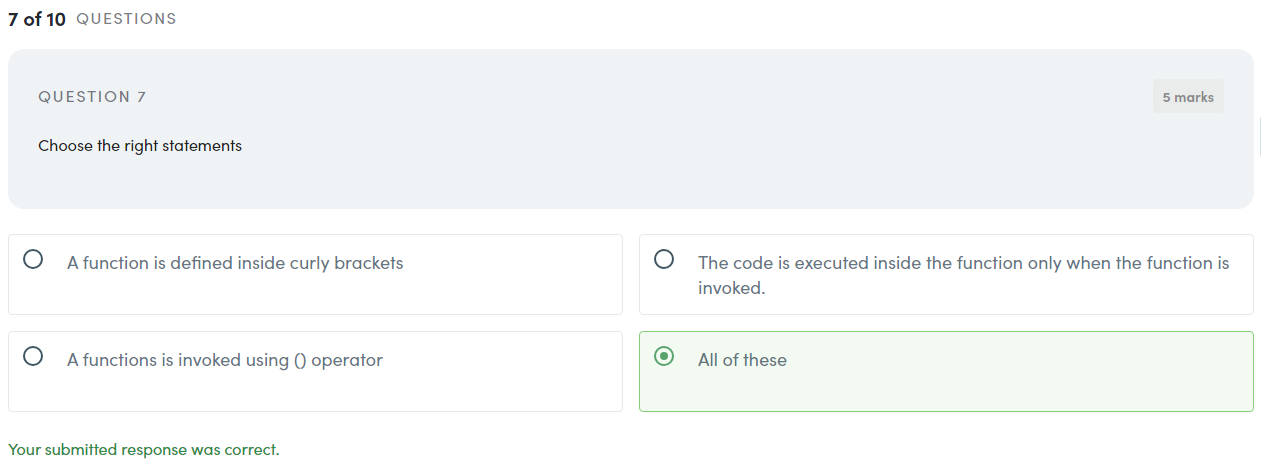 7 of 10 QUESTIONS
QUESTION 7
5 marks
Choose the right statements
A function is defined inside curly brackets
The code is executed inside the function only when the function is
invoked.
A functions is invoked using () operator
All of these
Your submitted response was correct.